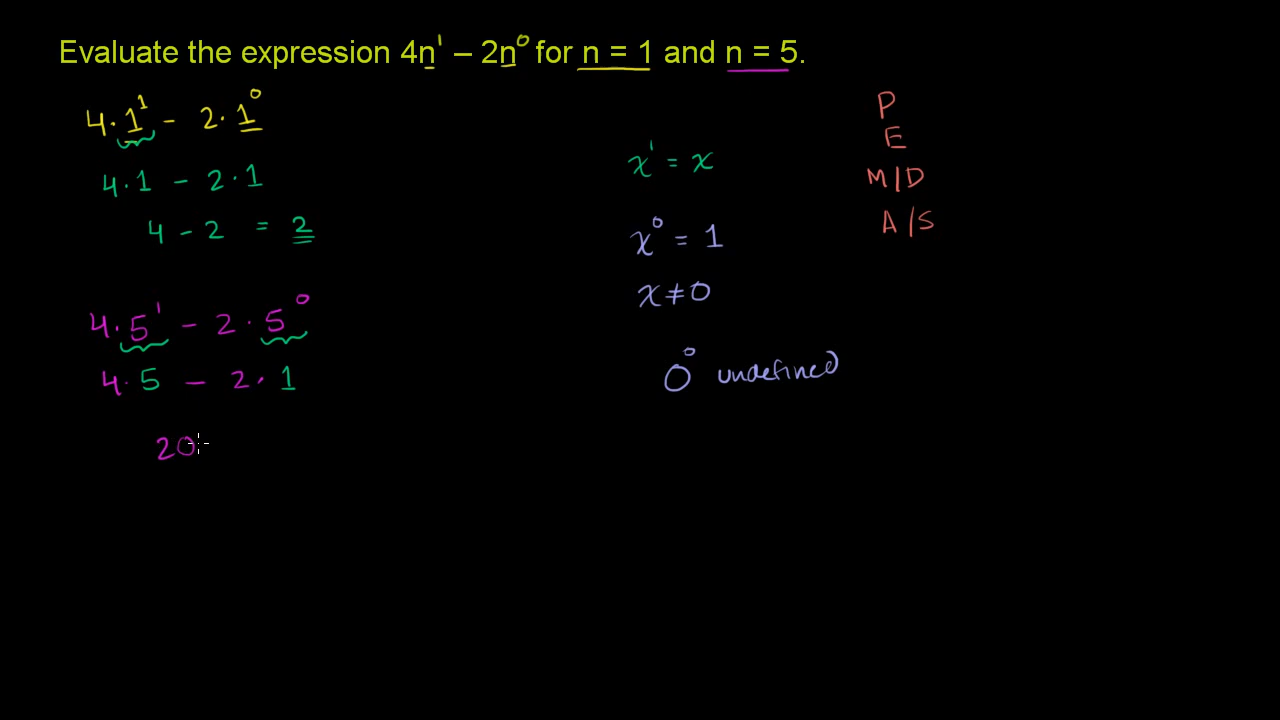 Evaluate the expression 4n¹ – 2n⁰ for n = 1 and n = 5.
4·1¹ - 2·1⁰
4·1 - 2·1
4 - 2 = 2
4·5¹ - 2·5⁰
4·5 - 2·1
20
x¹ = x
x⁰ = 1
x ≠ 0
0⁰ undefined
P
E
M/D
A/S